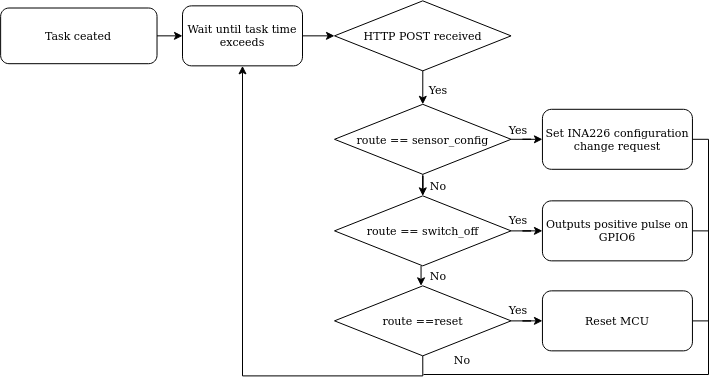 Task ceated
Wait until task time
exceeds
HTTP POST received
Yes
route == sensor_config
Yes
Set INA226 configuration
change request
No
route == switch_off
Yes
Outputs positive pulse on
GPIO6
No
route ==reset
Yes
Reset MCU
No